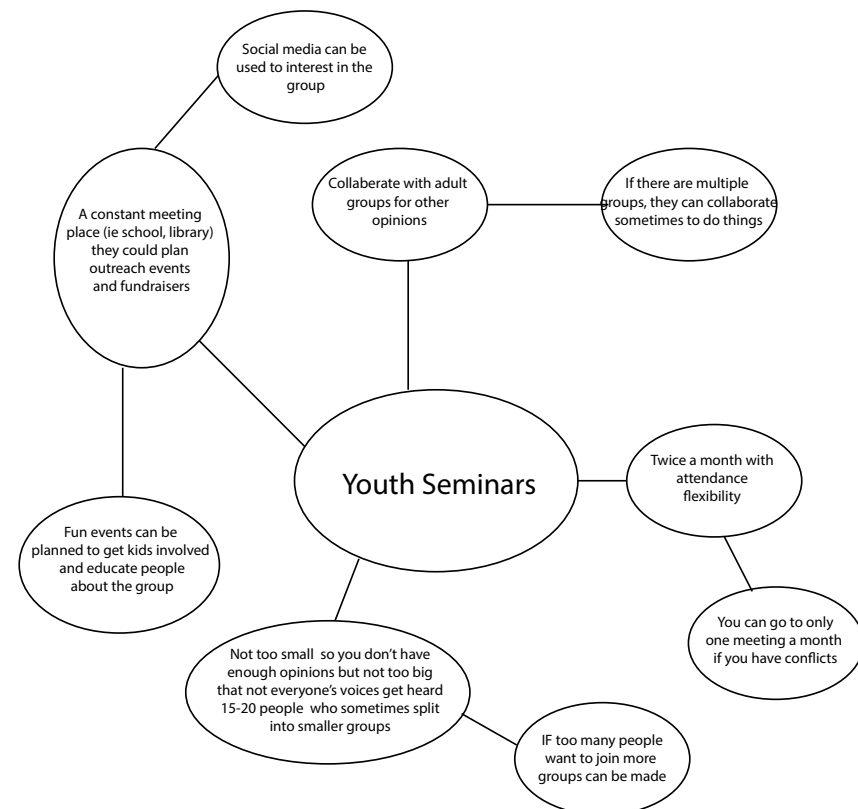 Social media can be
used to interest in the
group
Collaberate with adult
groups for other
opinions
If there are multiple
groups, they can collaborate
sometimes to do things
A constant meeting
place (ie school, library)
they could plan
outreach events
and fundraisers
Youth Seminars
Twice a month with
attendance
flexibility
Fun events can be
planned to get kids involved
and educate people
about the group
You can go to only
one meeting a month
if you have conflicts
Not too small so you don’t have
enough opinions but not too big
that not everyone’s voices get heard
15-20 people who sometimes split
into smaller groups
IF too many people
want to join more
groups can be made